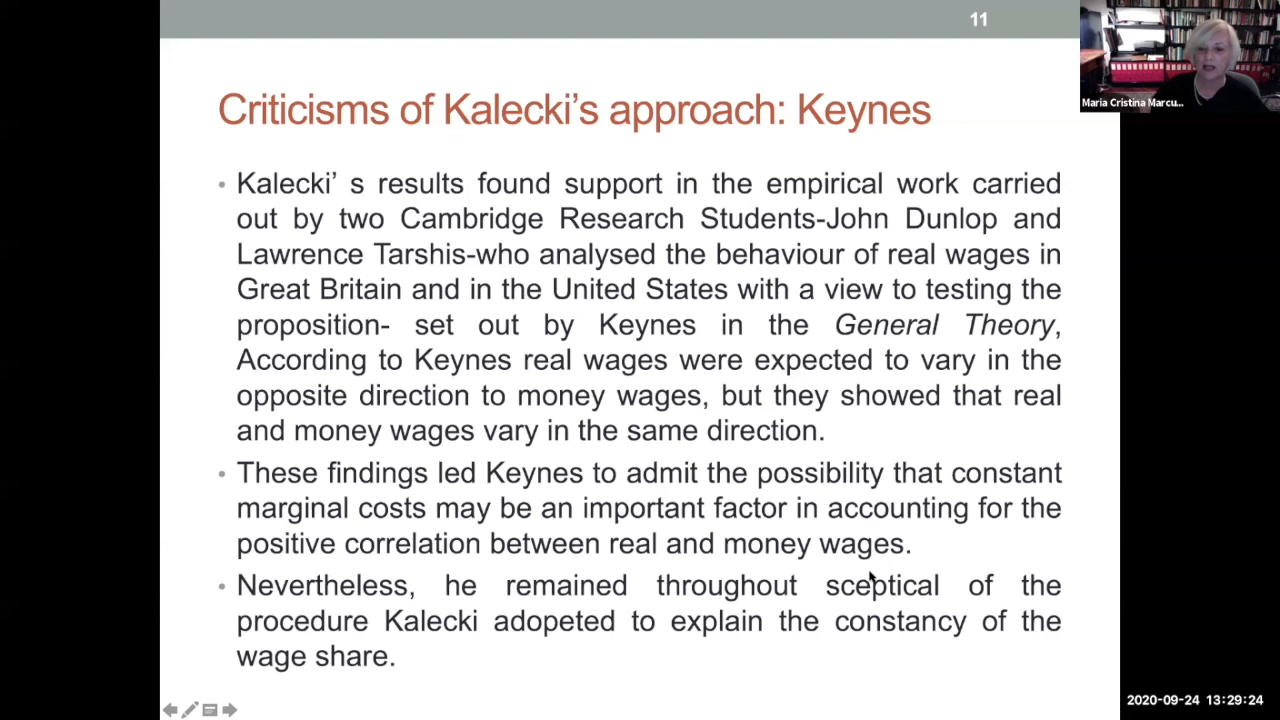 11
Maria Cristina Marcu...
Criticisms of Kalecki's approach: Keynes
• Kalecki' s results found support in the empirical work carried
out by two Cambridge Research Students-John Dunlop and
Lawrence Tarshis-who analysed the behaviour of real wages in
Great Britain and in the United States with a view to testing the
proposition- set out by Keynes in the General Theory,
According to Keynes real wages were expected to vary in the
opposite direction to money wages, but they showed that real
and money wages vary in the same direction.
• These findings led Keynes to admit the possibility that constant
marginal costs may be an important factor in accounting for the
positive correlation between real and money wages.
• Nevertheless, he remained throughout sceptical of the
procedure Kalecki adopeted to explain the constancy of the
wage share.
2020-09-24 13:29:24